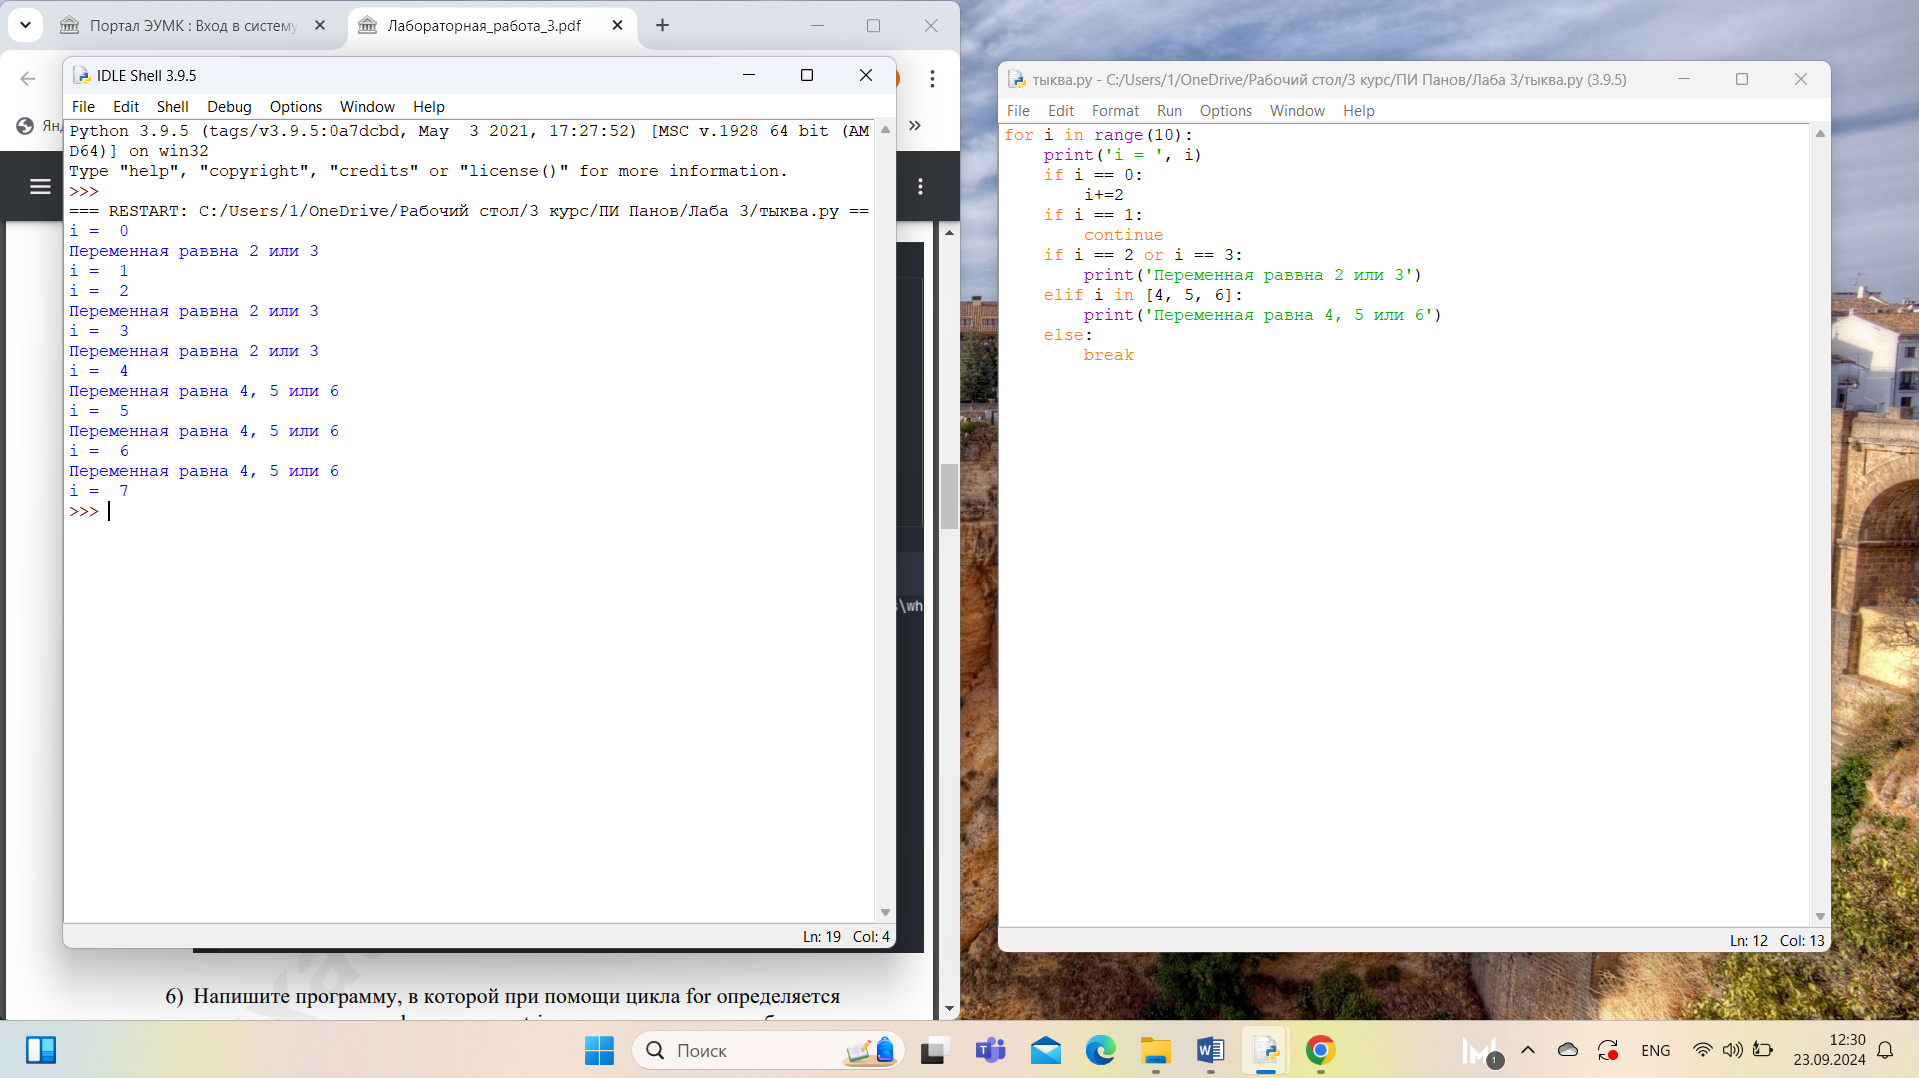 Портал ЭУМК : Вход в систему
Лабораторная_работа_3.pdf
IDLE Shell 3.9.5
File Edit Shell Debug Options Window Help
Python 3.9.5 (tags/v3.9.5:0a7dcbd, May  3 2021, 17:27:52) [MSC v.1928 64 bit (AM
D64)] on win32
Type "help", "copyright", "credits" or "license()" for more information.
>>>
=== RESTART: C:/Users/1/OneDrive/Рабочий стол/3 курс/ПИ Панов/Лаба 3/тыква.py ==
i =  0
Переменная раввна 2 или 3
i =  1
i =  2
Переменная раввна 2 или 3
i =  3
Переменная раввна 2 или 3
i =  4
Переменная равна 4, 5 или 6
i =  5
Переменная равна 4, 5 или 6
i =  6
Переменная равна 4, 5 или 6
i =  7
>>>
Ln: 19 Col: 4
\wh
6) Напишите программу, в которой при помощи цикла for определяется
тыква.py - C:/Users/1/OneDrive/Рабочий стол/3 курс/ПИ Панов/Лаба 3/тыква.py (3.9.5)
File Edit Format Run Options Window Help
for i in range(10):
    print('i = ', i)
    if i == 0:
        i+=2
    if i == 1:
        continue
    if i == 2 or i == 3:
        print('Переменная раввна 2 или 3')
    elif i in [4, 5, 6]:
        print('Переменная равна 4, 5 или 6')
    else:
        break
Ln: 12 Col: 13
Поиск
1
ENG
12:30
23.09.2024